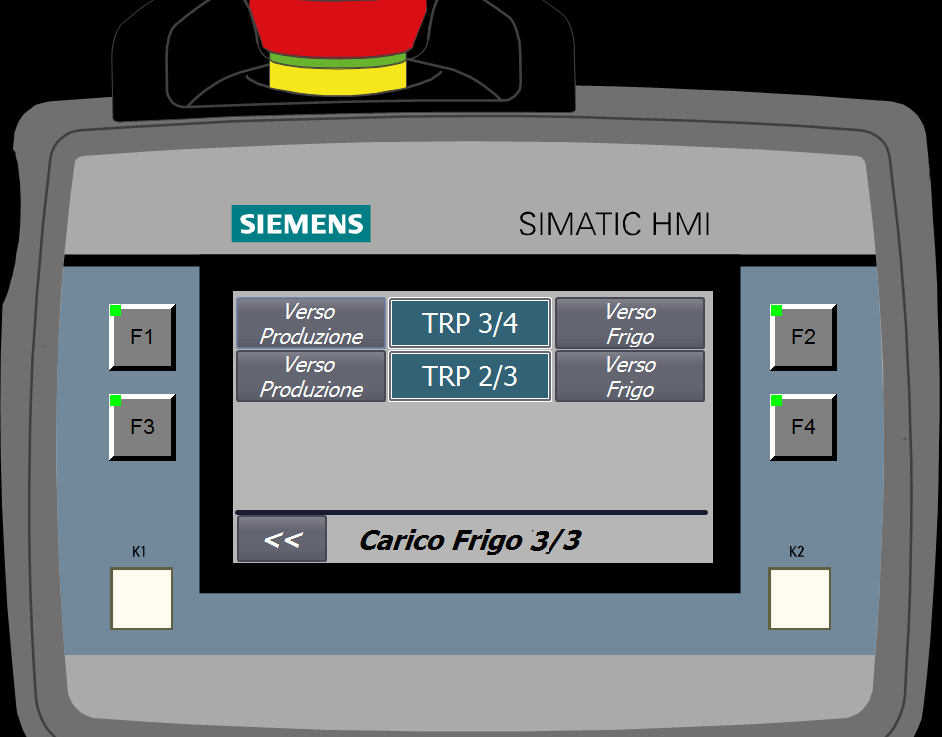 SIEMENS SIMATIC HMI
F1 F2
Verso
Produzione
TRP 3/4
Verso
Frigo
Verso
Produzione
TRP 2/3
Verso
Frigo
F3 F4
<< Carico Frigo 3/3
K1 K2